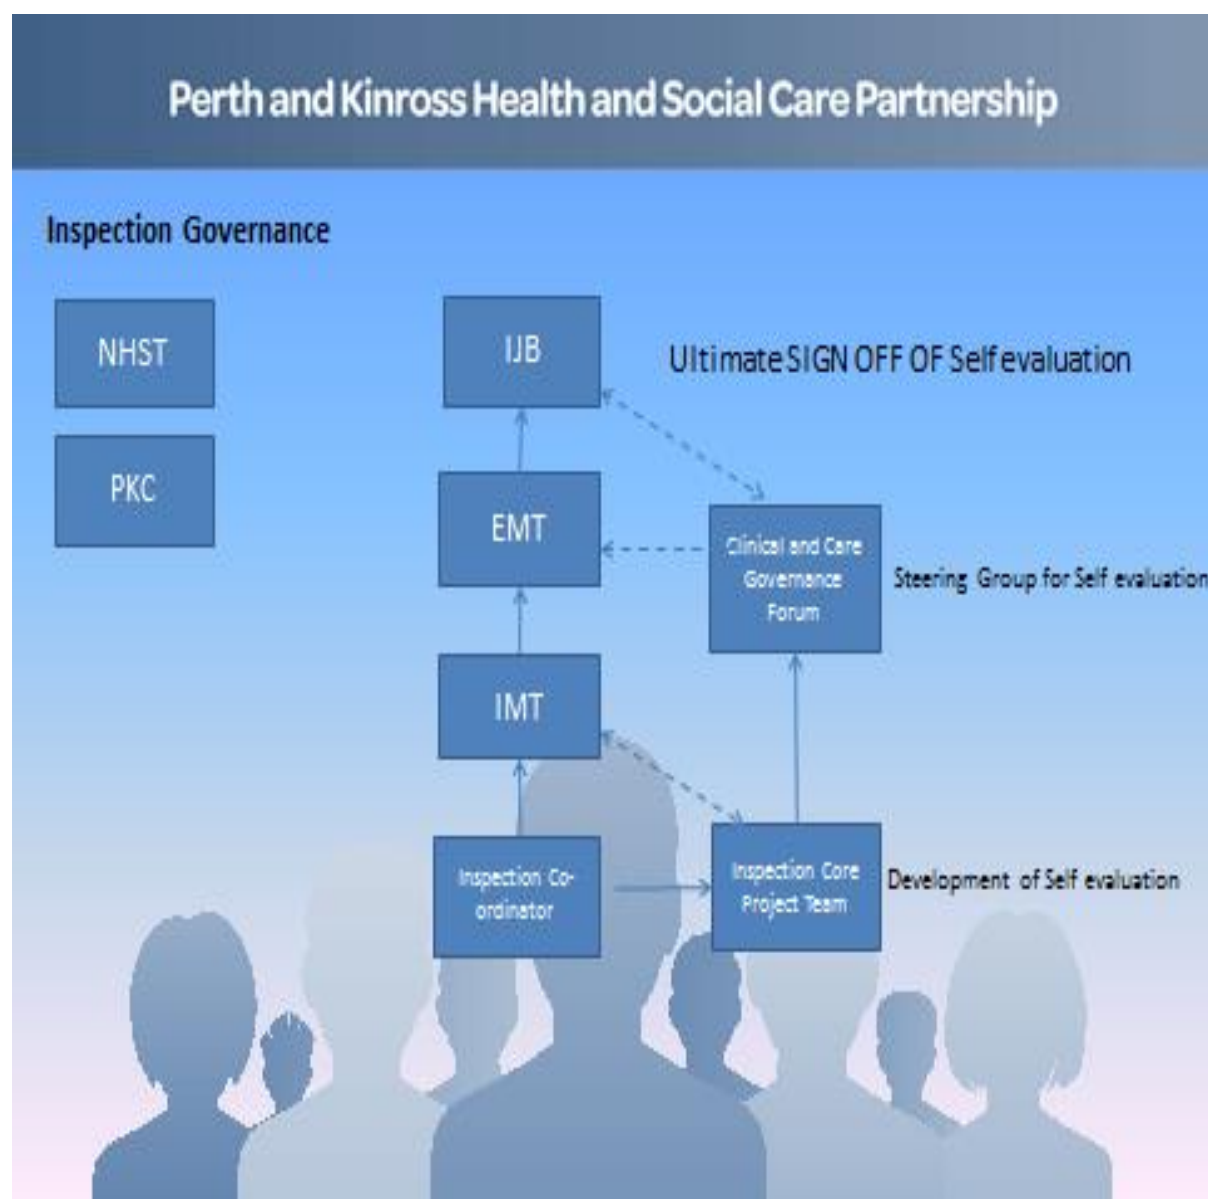 Perth and Kinross Health and Social Care Partnership
Inspection Governance
NHST
IJB
Ultimate SIGN OFF OF Self evaluation
PKC
EMT
Clinical and Care
Governance
Forum
Steering Group for Self evaluation
IMT
Inspection Co-
ordinator
Inspection Core
Project Team
Development of Self evaluation